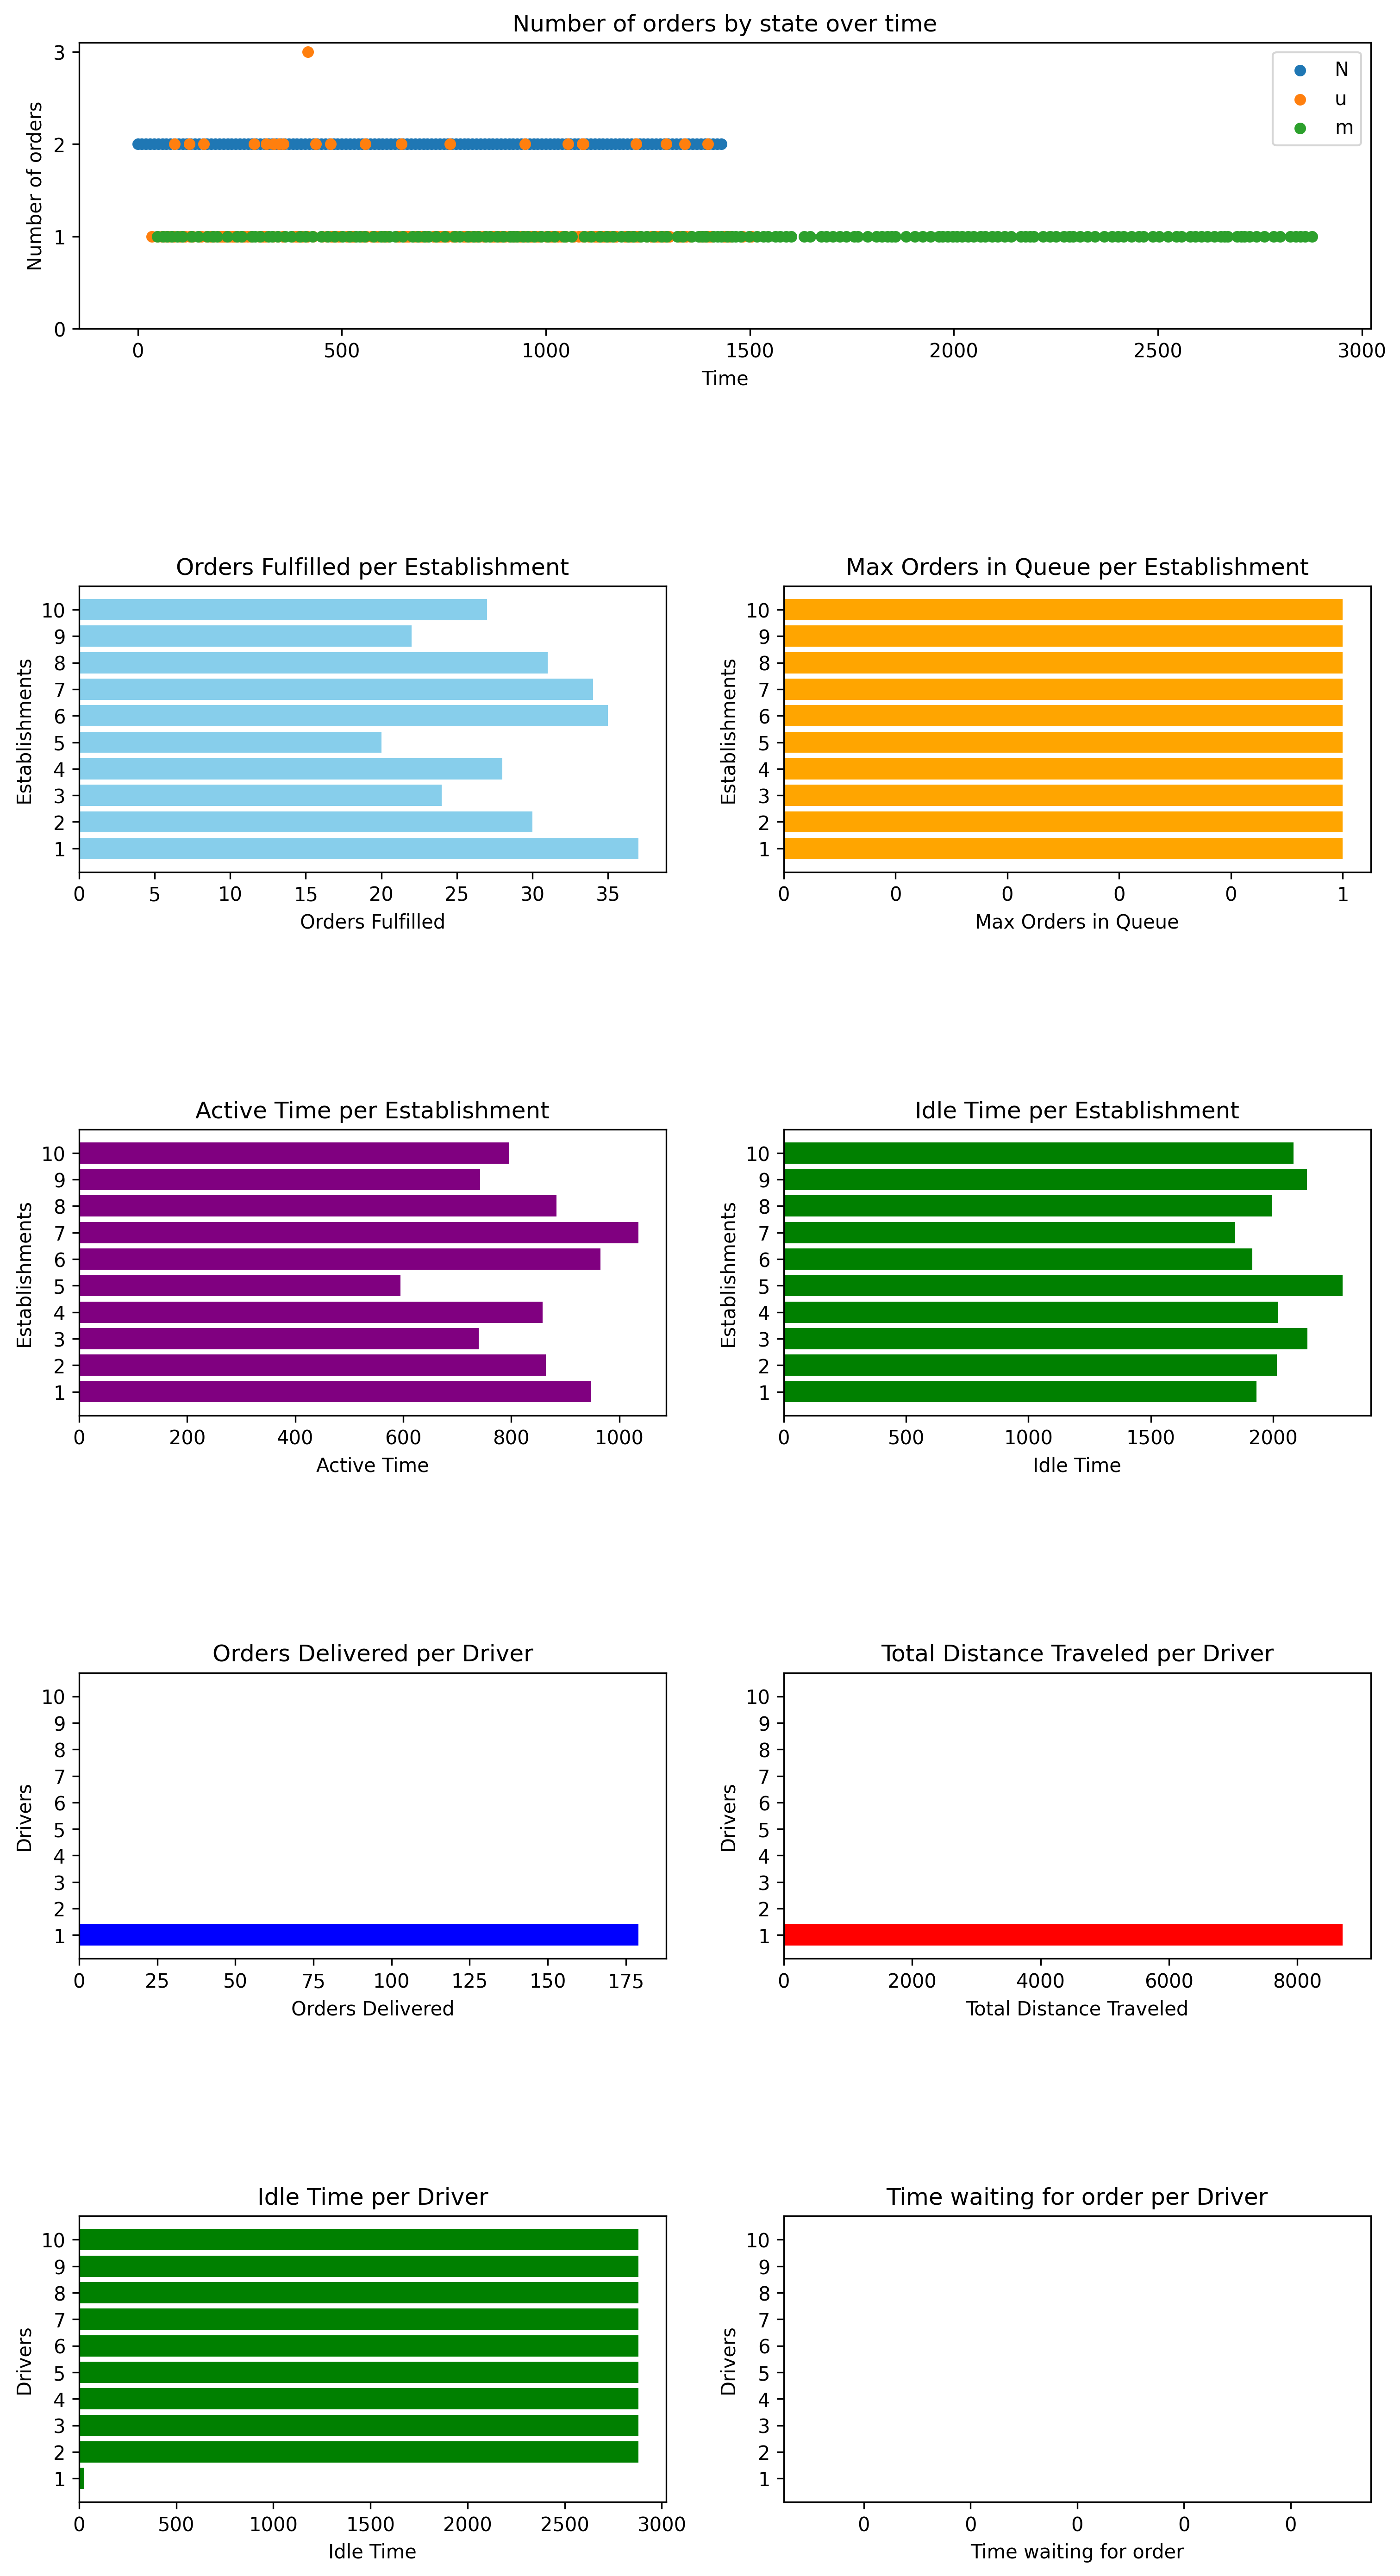 Number of orders by state over time
Number of orders
3
2
1
0
N
u
m
0 500 1000 1500 2000 2500 3000
Time
Orders Fulfilled per Establishment
Establishments
10
9
8
7
6
5
4
3
2
1
0 5 10 15 20 25 30 35
Orders Fulfilled
Max Orders in Queue per Establishment
Establishments
10
9
8
7
6
5
4
3
2
1
0 0 0 0 0 1
Max Orders in Queue
Active Time per Establishment
Establishments
10
9
8
7
6
5
4
3
2
1
0 200 400 600 800 1000
Active Time
Idle Time per Establishment
Establishments
10
9
8
7
6
5
4
3
2
1
0 500 1000 1500 2000
Idle Time
Orders Delivered per Driver
Drivers
10
9
8
7
6
5
4
3
2
1
0 25 50 75 100 125 150 175
Orders Delivered
Total Distance Traveled per Driver
Drivers
10
9
8
7
6
5
4
3
2
1
0 2000 4000 6000 8000
Total Distance Traveled
Idle Time per Driver
Drivers
10
9
8
7
6
5
4
3
2
1
0 500 1000 1500 2000 2500 3000
Idle Time
Time waiting for order per Driver
Drivers
10
9
8
7
6
5
4
3
2
1
0 0 0 0 0
Time waiting for order